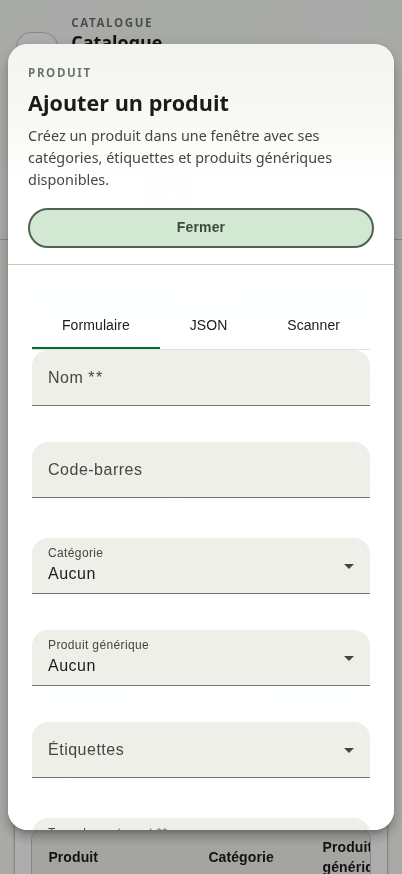 CATALOGUE
Catalogue
PRODUIT
Ajouter un produit
Créez un produit dans une fenêtre avec ses
catégories, étiquettes et produits génériques
disponibles.
Fermer
Formulaire JSON Scanner
Nom **
Code-barres
Catégorie
Aucun
Produit générique
Aucun
Étiquettes
Produit Catégorie Produit